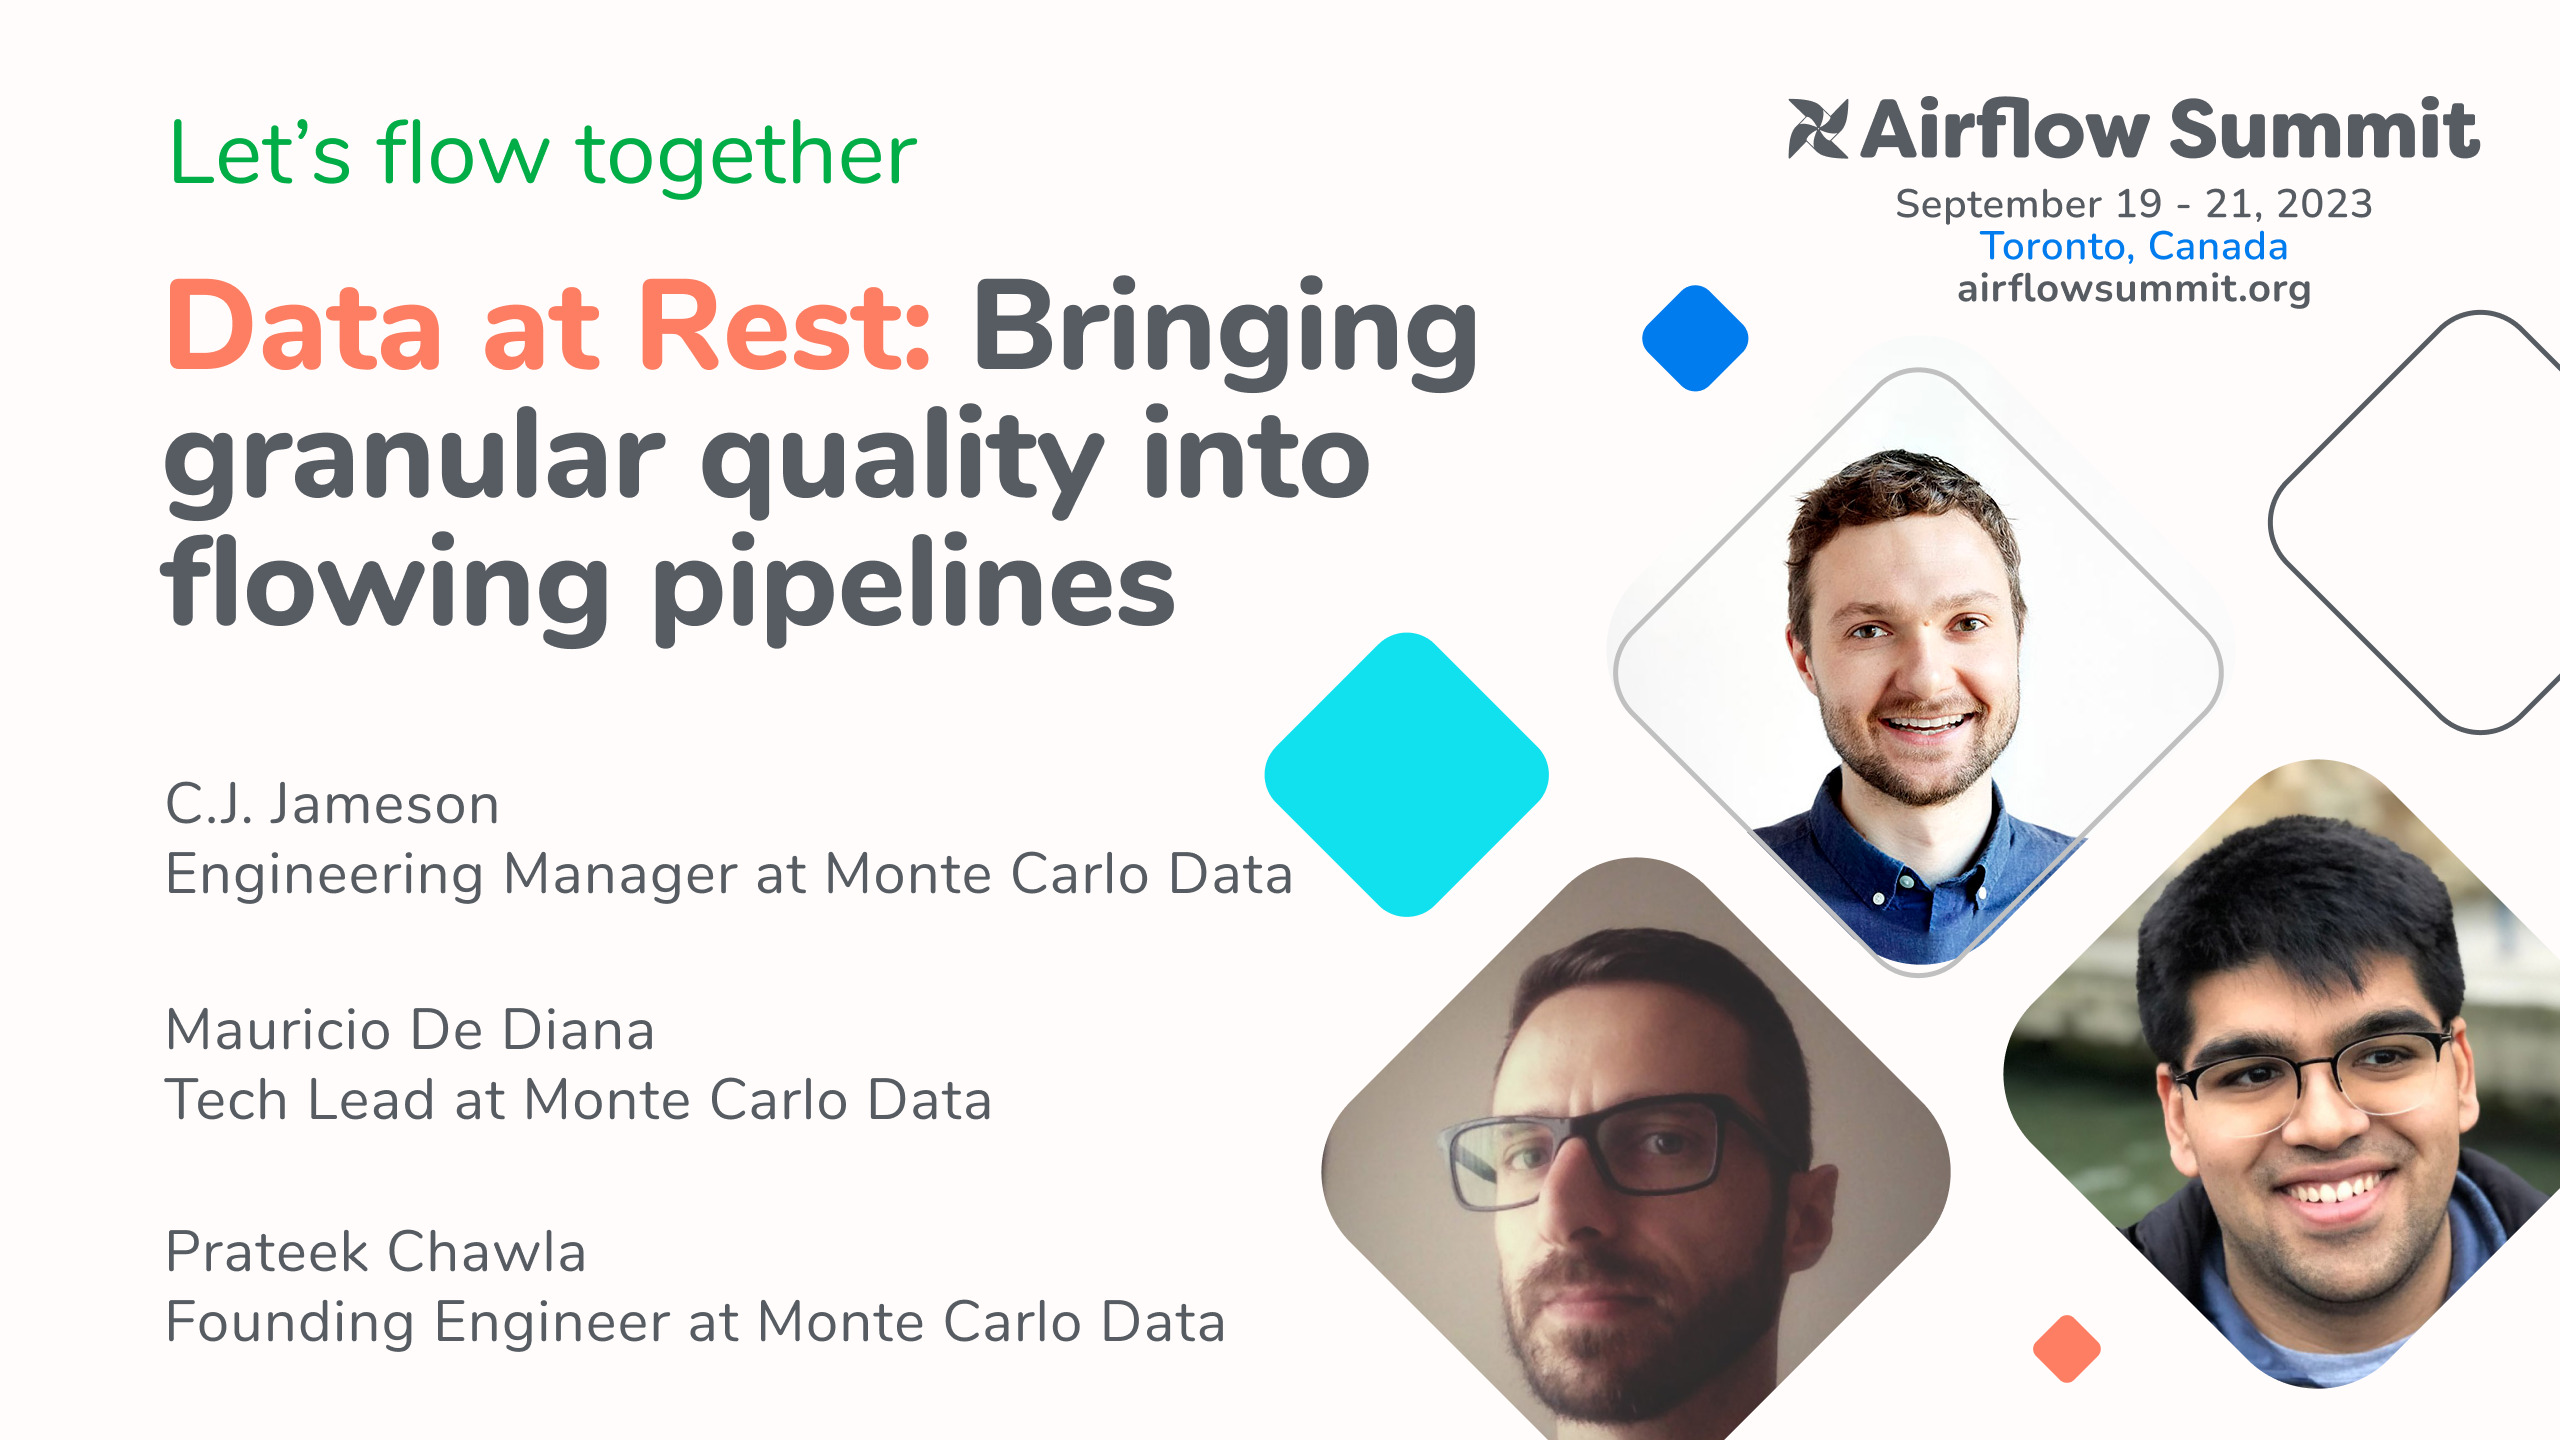 Let’s flow together
Airflow Summit
September 19 - 21, 2023
Toronto, Canada
airflowsummit.org
Data at Rest: Bringing
granular quality into
flowing pipelines
C.J. Jameson
Engineering Manager at Monte Carlo Data
Mauricio De Diana
Tech Lead at Monte Carlo Data
Prateek Chawla
Founding Engineer at Monte Carlo Data